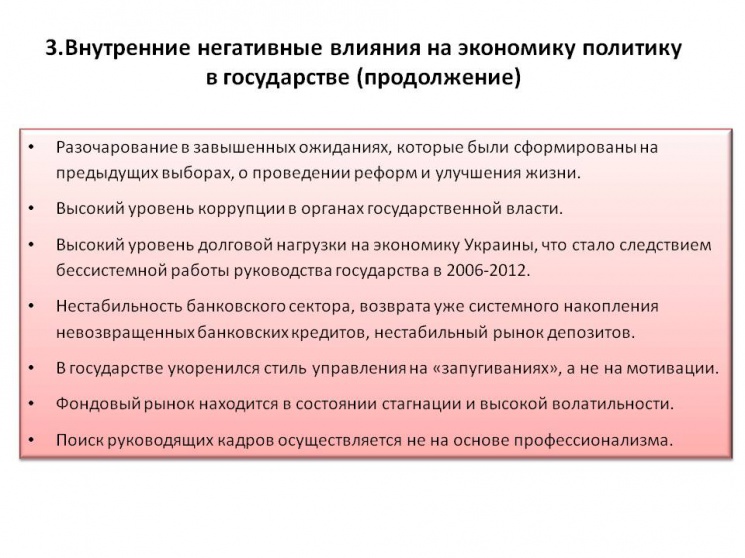 3.Внутренние негативные влияния на экономику политику
в государстве (продолжение)
• Разочарование в завышенных ожиданиях, которые были сформированы на
предыдущих выборах, о проведении реформ и улучшения жизни.
• Высокий уровень коррупции в органах государственной власти.
• Высокий уровень долговой нагрузки на экономику Украины, что стало следствием
бессистемной работы руководства государства в 2006-2012.
• Нестабильность банковского сектора, возврата уже системного накопления
невозвращенных банковских кредитов, нестабильный рынок депозитов.
• В государстве укоренился стиль управления на «запугиваниях», а не на мотивации.
• Фондовый рынок находится в состоянии стагнации и высокой волатильности.
• Поиск руководящих кадров осуществляется не на основе профессионализма.